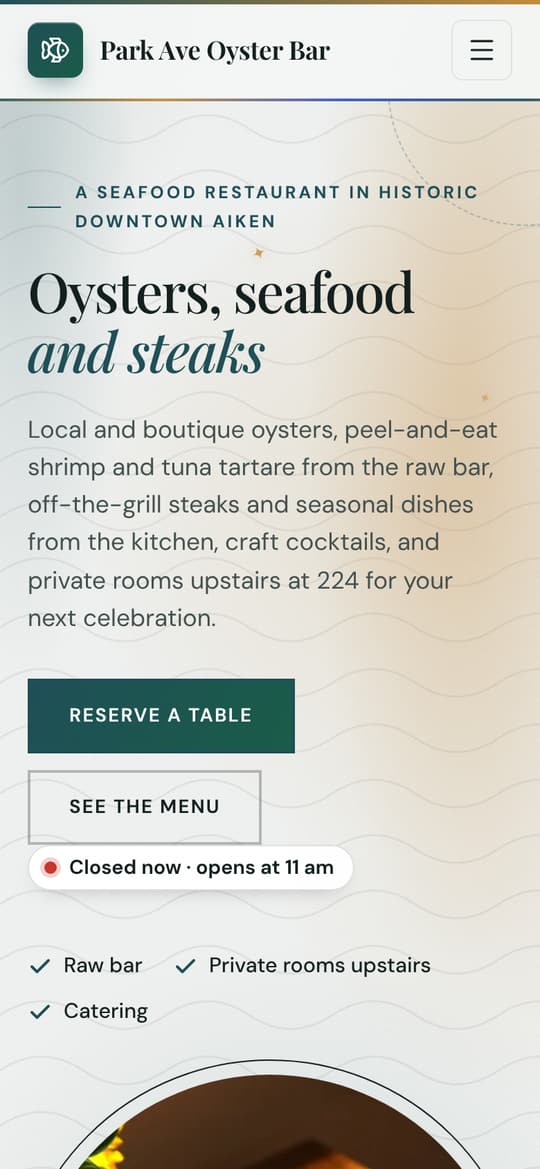 Park Ave Oyster Bar
A SEAFOOD RESTAURANT IN HISTORIC
DOWNTOWN AIKEN
Oysters, seafood
and steaks
Local and boutique oysters, peel-and-eat
shrimp and tuna tartare from the raw bar,
off-the-grill steaks and seasonal dishes
from the kitchen, craft cocktails, and
private rooms upstairs at 224 for your
next celebration.
RESERVE A TABLE
SEE THE MENU
Closed now · opens at 11 am
Raw bar Private rooms upstairs
Catering